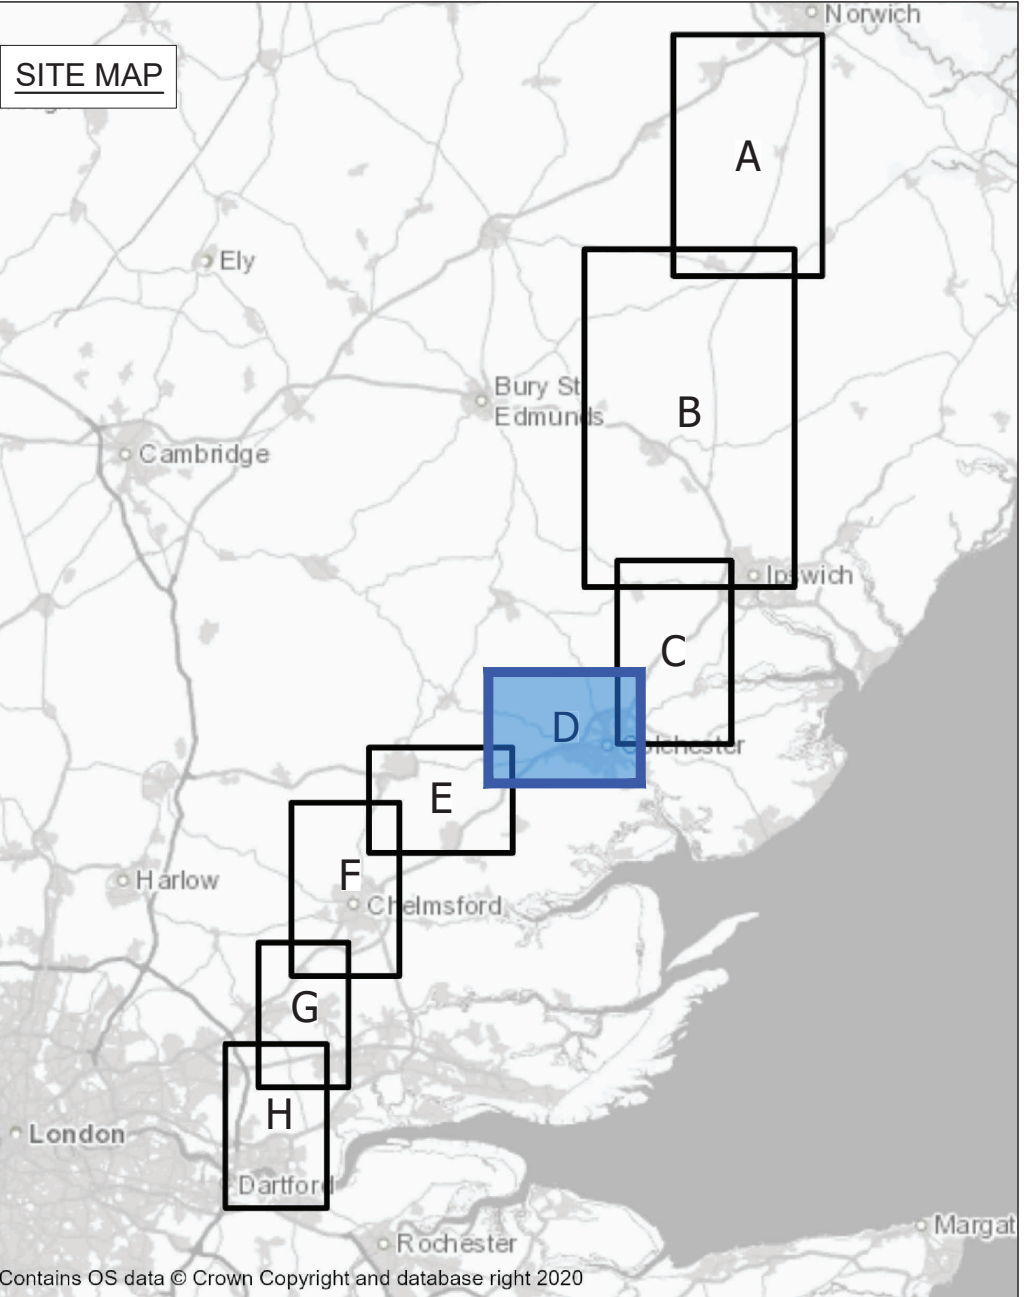 Norwich
SITE MAP
A
Ely
Bury St
Edmunds
B
Cambridge
Ipswich
C
D
Colchester
E
F
Harlow
Chelmsford
G
H
London
Dartford
Rochester
Margat
Contains OS data © Crown Copyright and database right 2020